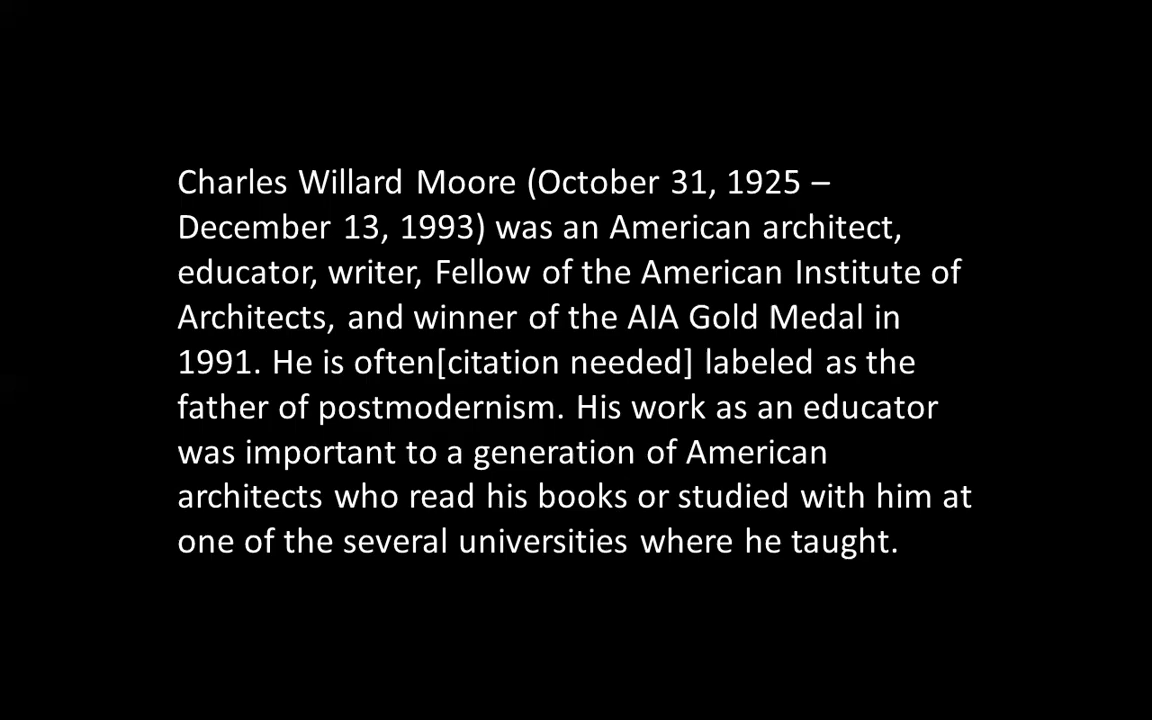 Charles Willard Moore (October 31, 1925 –
December 13, 1993) was an American architect,
educator, writer, Fellow of the American Institute of
Architects, and winner of the AIA Gold Medal in
1991. He is often[citation needed] labeled as the
father of postmodernism. His work as an educator
was important to a generation of American
architects who read his books or studied with him at
one of the several universities where he taught.